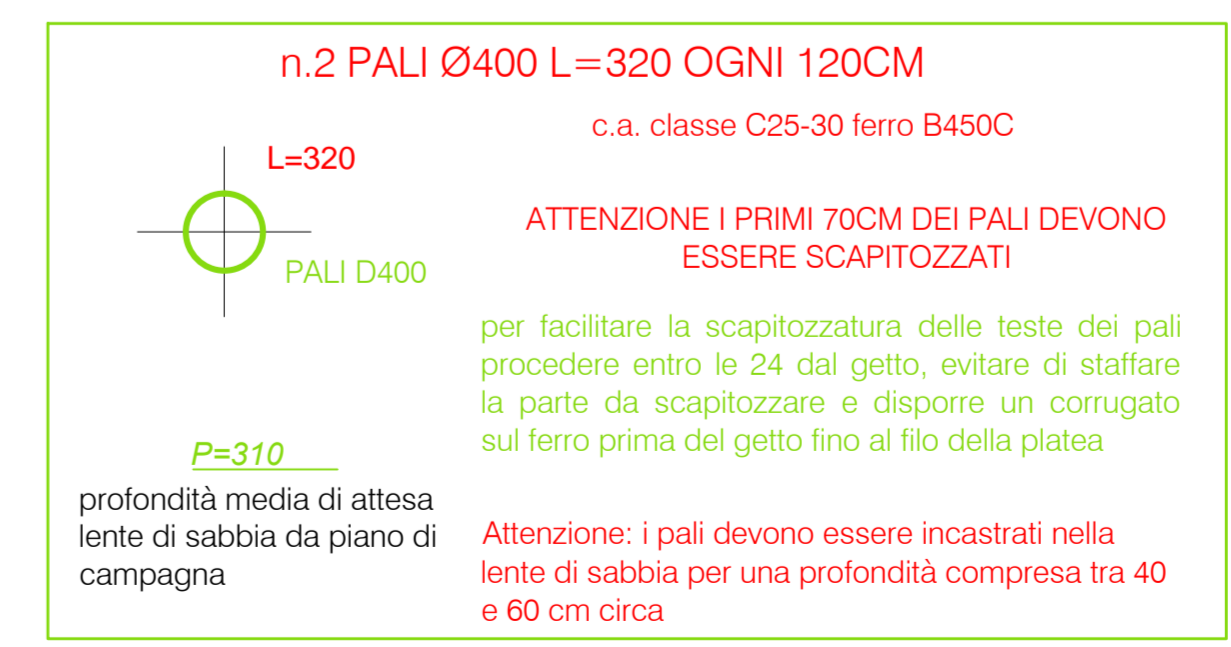 n.2 PALI Ø400 L=320 OGNI 120CM
c.a. classe C25-30 ferro B450C
L=320
PALI D400
ATTENZIONE I PRIMI 70CM DEI PALI DEVONO
ESSERE SCAPITOZZATI
per facilitare la scapitozzatura delle teste dei pali
procedere entro le 24 dal getto, evitare di staffare
la parte da scapitozzare e disporre un corrugato
sul ferro prima del getto fino al filo della platea
P=310
profondità media di attesa
lente di sabbia da piano di
campagna
Attenzione: i pali devono essere incastrati nella
lente di sabbia per una profondità compresa tra 40
e 60 cm circa